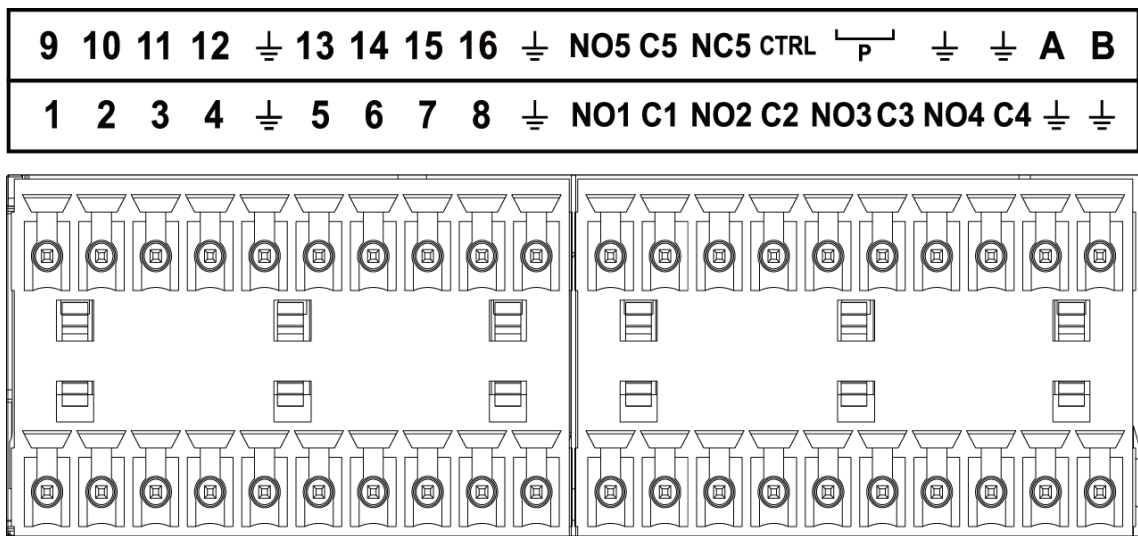 9 10 11 12 ⏚ 13 14 15 16 ⏚ NO5 C5 NC5 CTRL P ⏚ ⏚ A B
1 2 3 4 ⏚ 5 6 7 8 ⏚ NO1 C1 NO2 C2 NO3 C3 NO4 C4 ⏚ ⏚